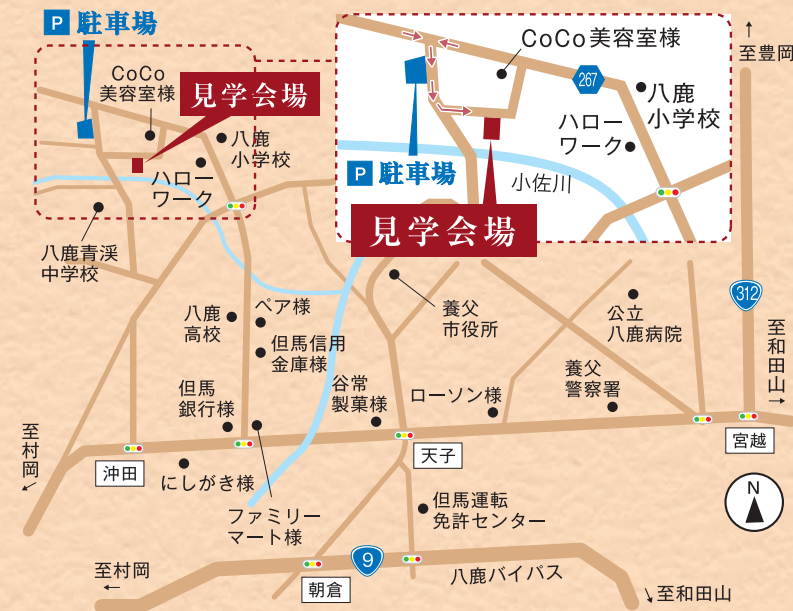 P 駐車場
CoCo
美容室様
見学会場
八鹿
小学校
ハロー
ワーク
八鹿青渓
中学校
CoCo美容室様
267
八鹿
小学校
ハロー
ワーク
P 駐車場
小佐川
見学会場
至豊岡
312
至和田山
八鹿
高校
ペア様
但馬信用
金庫様
養父
市役所
公立
八鹿病院
但馬
銀行様
谷常
製菓様
ローソン様
養父
警察署
至村岡
沖田
にしがき様
天子
宮越
ファミリー
マート様
但馬運転
免許センター
N
至村岡
9
朝倉
八鹿バイパス
至和田山